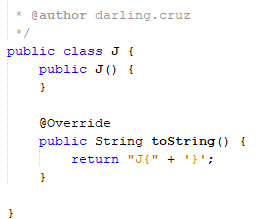 * @author darling.cruz
*/
public class J {
public J() {
}
@Override
public String toString() {
return "J{" + '}';
}
}